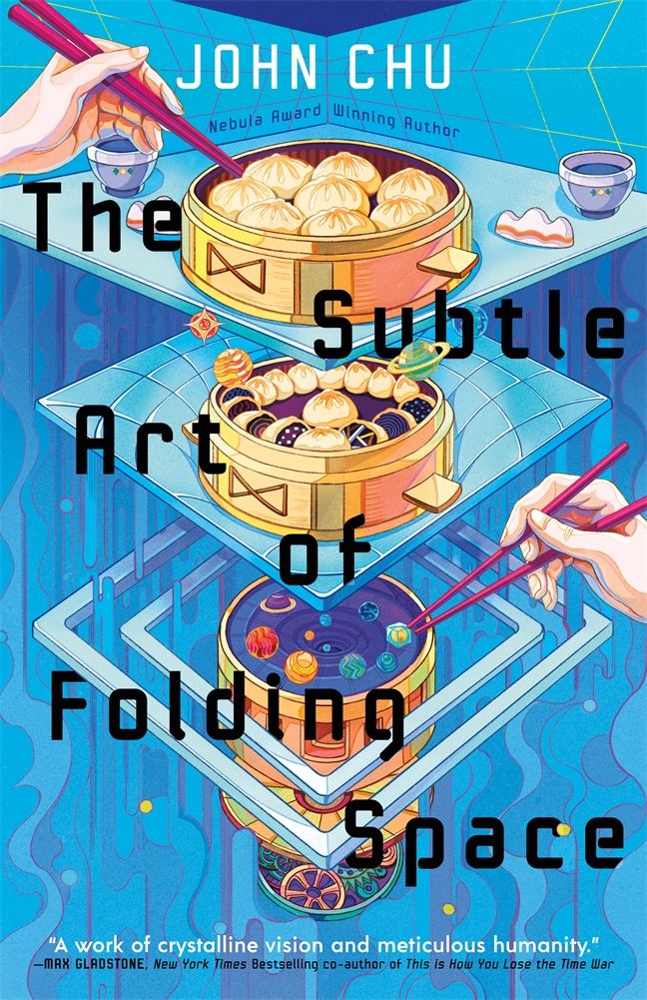 JOHN CHU
Nebula Award Winning Author
The
Subtle
Art
of
Folding
Space
“A work of crystalline vision and meticulous humanity.”
—MAX GLADSTONE, New York Times Bestselling co-author of This is How You Lose the Time War